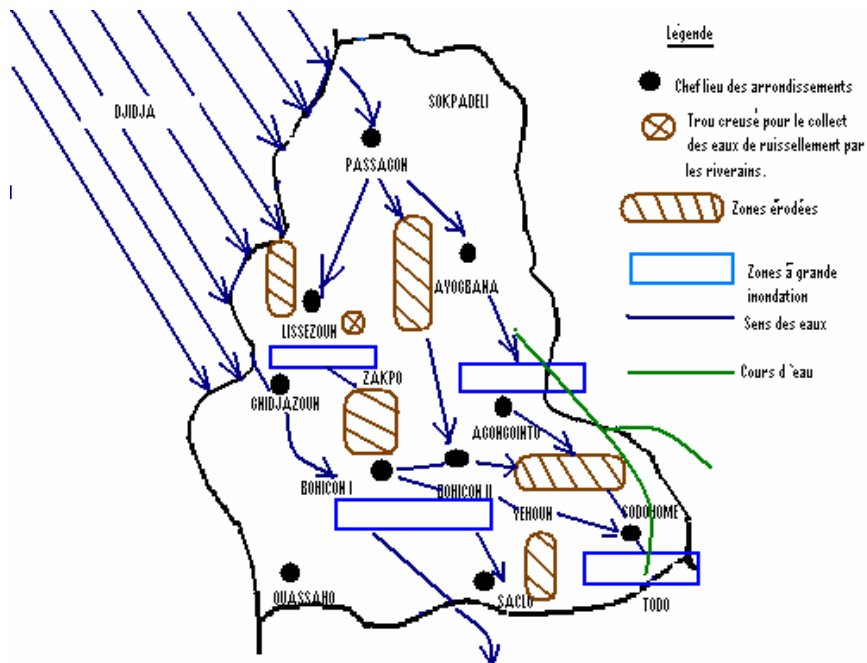 Légende
Chef lieu des arrondissements
Trou creusé pour le collect
des eaux de ruissellement par
les riverains.
Zones érodées
Zones à grande
inondation
Sens des eaux
Cours d'eau
DJIDJA
SOKPADELI
PASSAGON
AVOGBANA
LISSEZOUN
ZAKPO
GNIDJAZOUN
AGONGOINTO
BOHICON I
BOHICON II
YEHOUN
GODOHOME
OUASSAHO
SACLO
TODO